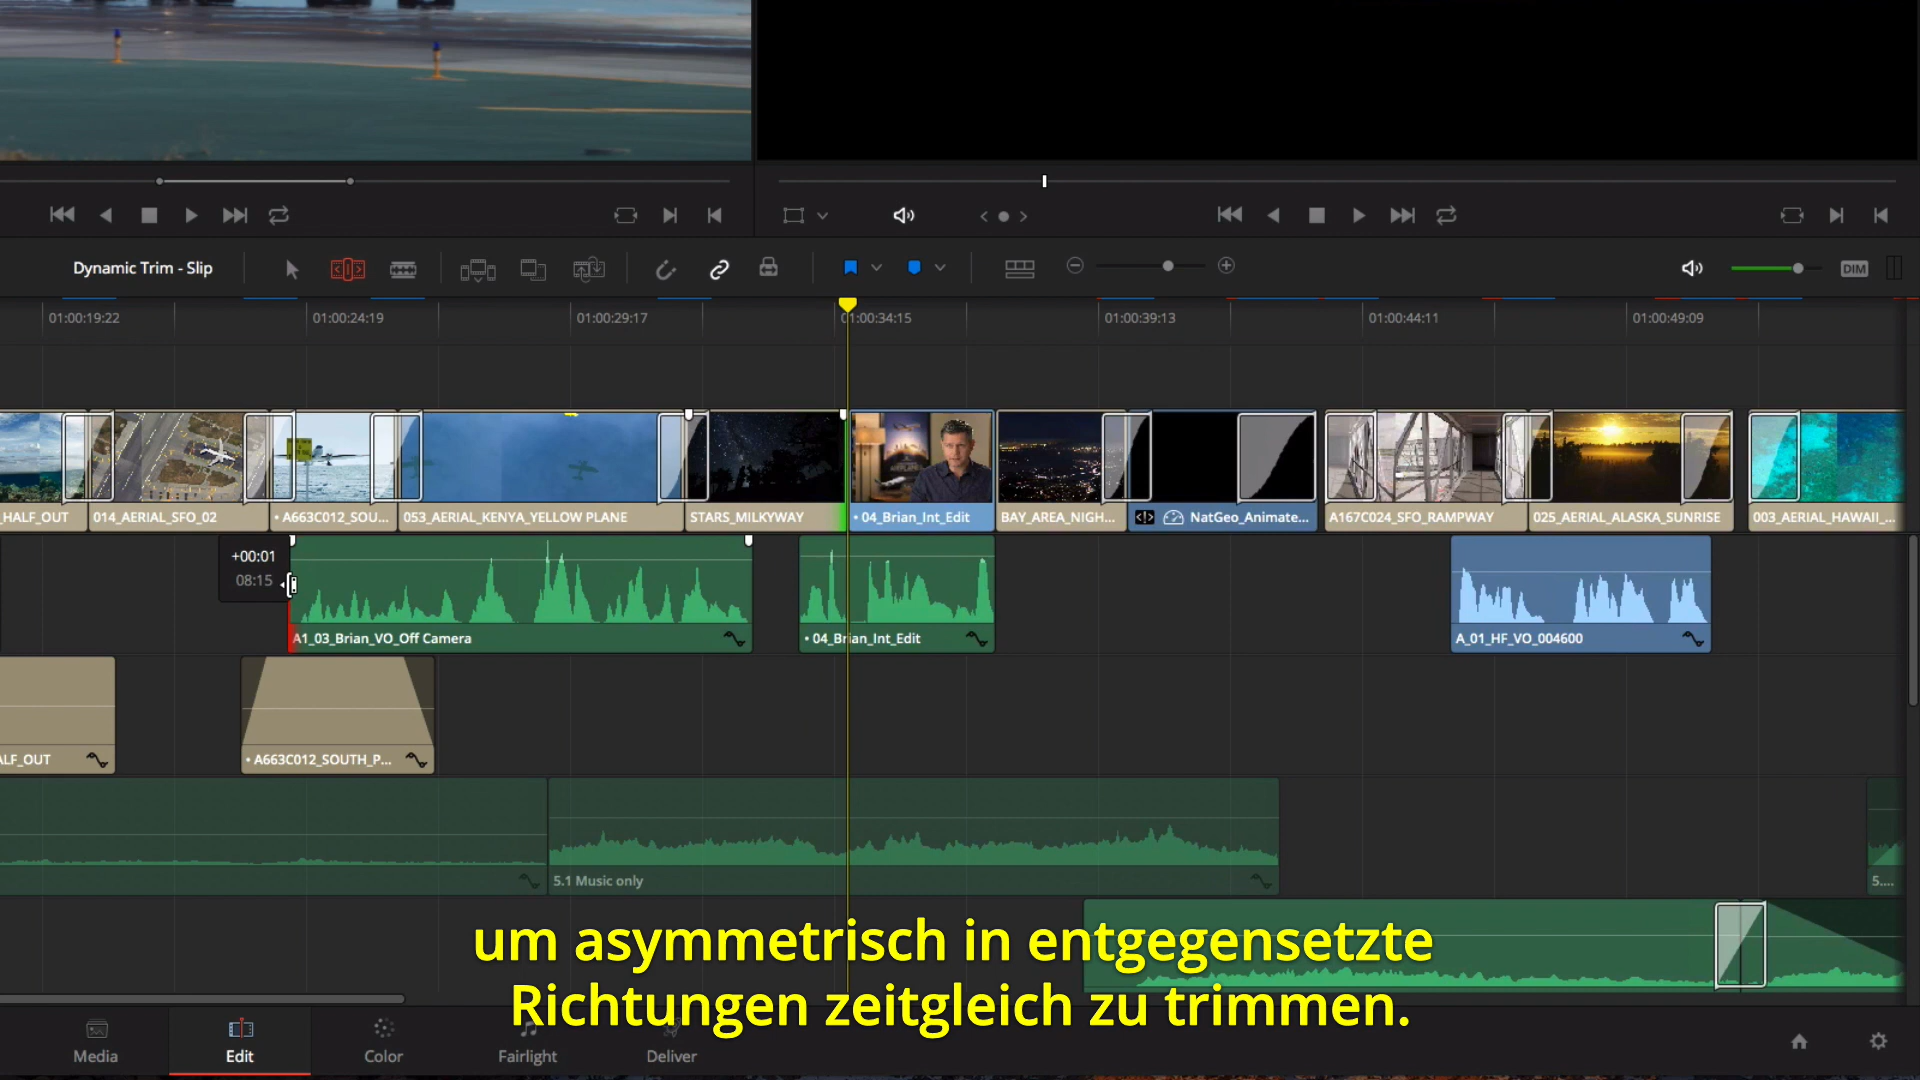 Dynamic Trim - Slip
DIM
01:00:19:22
01:00:24:19
01:00:29:17
01:00:34:15
01:00:39:13
01:00:44:11
01:00:49:09
_HALF_OUT
014_AERIAL_SFO_02
• A663C012_SOU...
053_AERIAL_KENYA_YELLOW PLANE
STARS_MILKYWAY
• 04_Brian_Int_Edit
BAY_AREA_NIGH...
NatGeo_Animate...
A167C024_SFO_RAMPWAY
025_AERIAL_ALASKA_SUNRISE
003_AERIAL_HAWAII_...
+00:01
08:15
A1_03_Brian_VO_Off Camera
• 04_Brian_Int_Edit
A_01_HF_VO_004600
ALF_OUT
• A663C012_SOUTH_P...
5.1 Music only
5....
um asymmetrisch in entgegensetzte
Richtungen zeitgleich zu trimmen.
Media
Edit
Color
Fairlight
Deliver